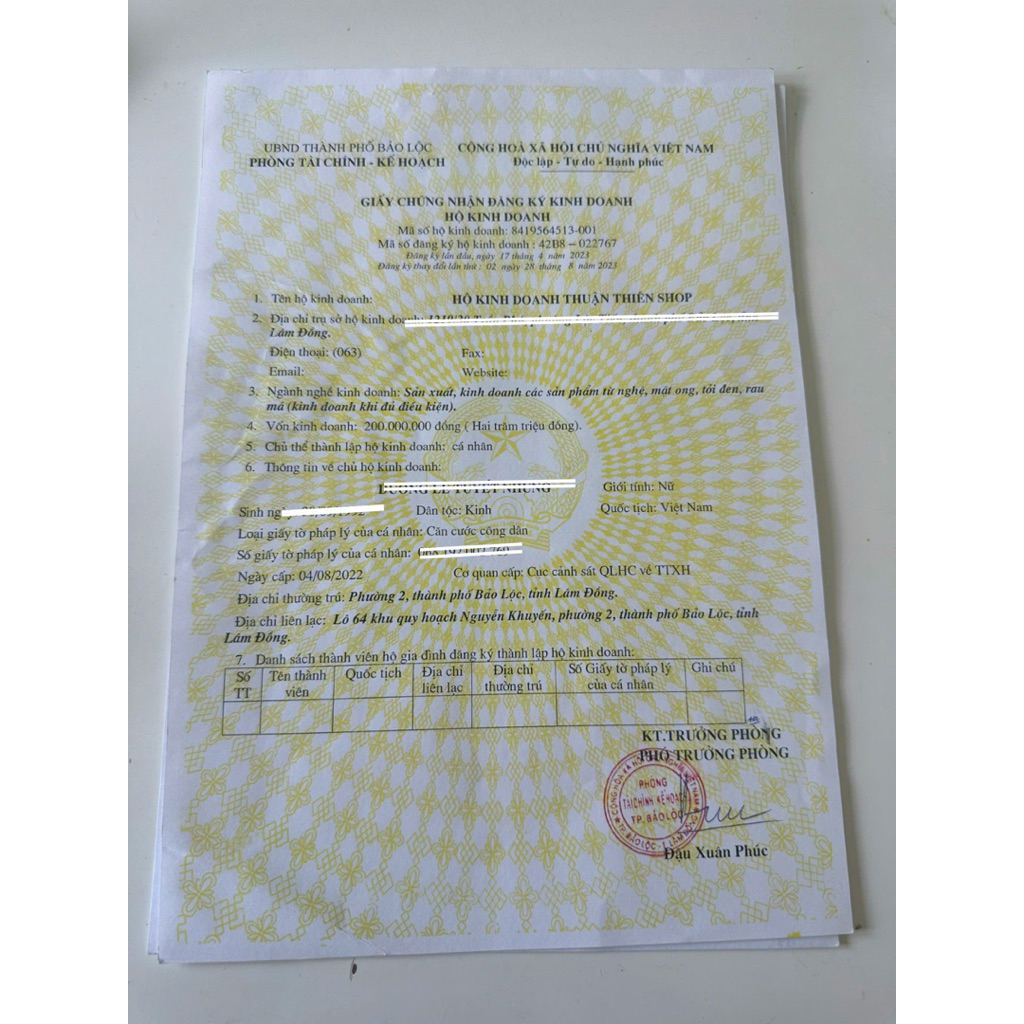 UBND THÀNH PHỐ BẢO LỘC
PHÒNG TÀI CHÍNH - KẾ HOẠCH
CỘNG HOÀ XÃ HỘI CHỦ NGHĨA VIỆT NAM
Độc lập - Tự do - Hạnh phúc
GIẤY CHỨNG NHẬN ĐĂNG KÝ KINH DOANH
HỘ KINH DOANH
Mã số hộ kinh doanh: 8419564513-001
Mã số đăng ký hộ kinh doanh : 42B8 – 022767
Đăng ký lần đầu, ngày 17 tháng 4 năm 2023
Đăng ký thay đổi lần thứ : 02 ngày 28 tháng 8 năm 2023
1. Tên hộ kinh doanh: HỘ KINH DOANH THUẬN THIÊN SHOP
2. Địa chỉ trụ sở hộ kinh doanh:
Lâm Đồng.
Điện thoại: (063) Fax:
Email: Website:
3. Ngành nghề kinh doanh: Sản xuất, kinh doanh các sản phẩm từ nghệ, mật ong, tỏi đen, rau
má (kinh doanh khi đủ điều kiện).
4. Vốn kinh doanh: 200.000.000 đồng ( Hai trăm triệu đồng).
5. Chủ thể thành lập hộ kinh doanh: cá nhân
6. Thông tin về chủ hộ kinh doanh:
Giới tính: Nữ
Sinh ngày Dân tộc: Kinh Quốc tịch: Việt Nam
Loại giấy tờ pháp lý của cá nhân: Căn cước công dân
Số giấy tờ pháp lý của cá nhân:
Ngày cấp: 04/08/2022 Cơ quan cấp: Cục cảnh sát QLHC về TTXH
Địa chỉ thường trú: Phường 2, thành phố Bảo Lộc, tỉnh Lâm Đồng.
Địa chỉ liên lạc: Lô 64 khu quy hoạch Nguyễn Khuyến, phường 2, thành phố Bảo Lộc, tỉnh
Lâm Đồng.
7. Danh sách thành viên hộ gia đình đăng ký thành lập hộ kinh doanh:
Số TT
Tên thành viên
Quốc tịch
Địa chỉ liên lạc
Địa chỉ thường trú
Số Giấy tờ pháp lý của cá nhân
Ghi chú
KT.TRƯỞNG PHÒNG
PHÓ TRƯỞNG PHÒNG
PHÒNG
TÀI CHÍNH KẾ HOẠCH
TP. BẢO LỘC
Đậu Xuân Phúc